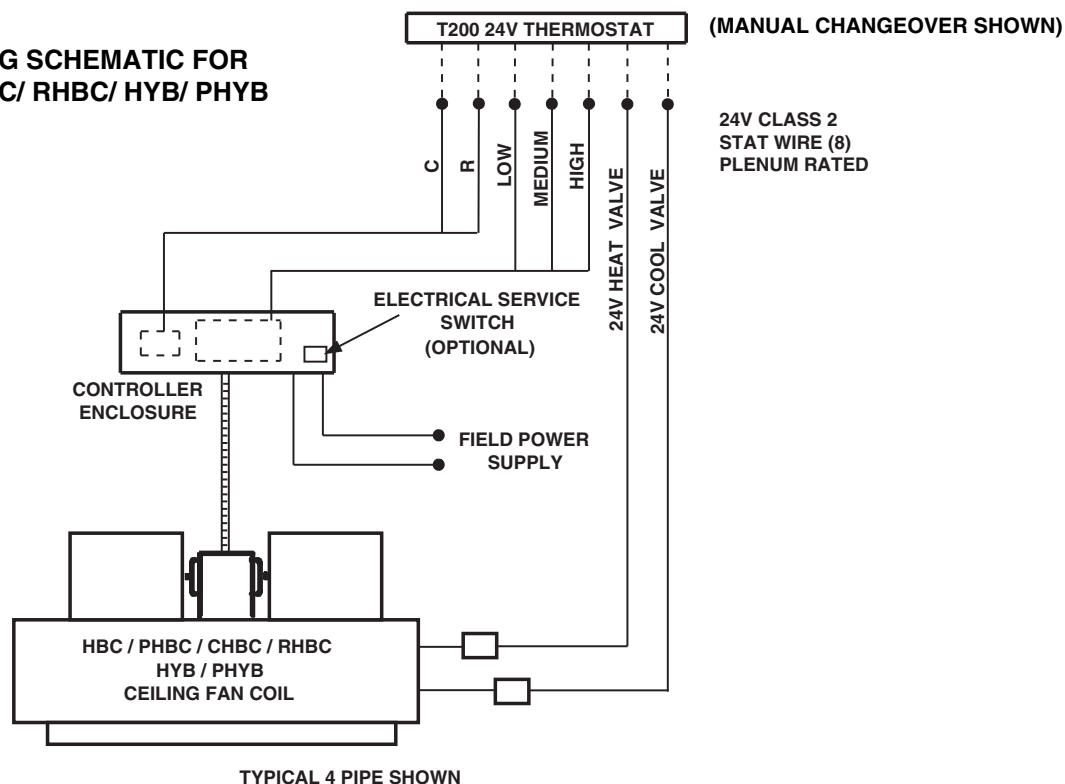 T200 24V THERMOSTAT
(MANUAL CHANGEOVER SHOWN)
G SCHEMATIC FOR
C/ RHBC/ HYB/ PHYB
24V CLASS 2
STAT WIRE (8)
PLENUM RATED
C
R
LOW
MEDIUM
HIGH
24V HEAT VALVE
24V COOL VALVE
ELECTRICAL SERVICE
SWITCH
(OPTIONAL)
CONTROLLER
ENCLOSURE
FIELD POWER
SUPPLY
HBC / PHBC / CHBC / RHBC
HYB / PHYB
CEILING FAN COIL
TYPICAL 4 PIPE SHOWN